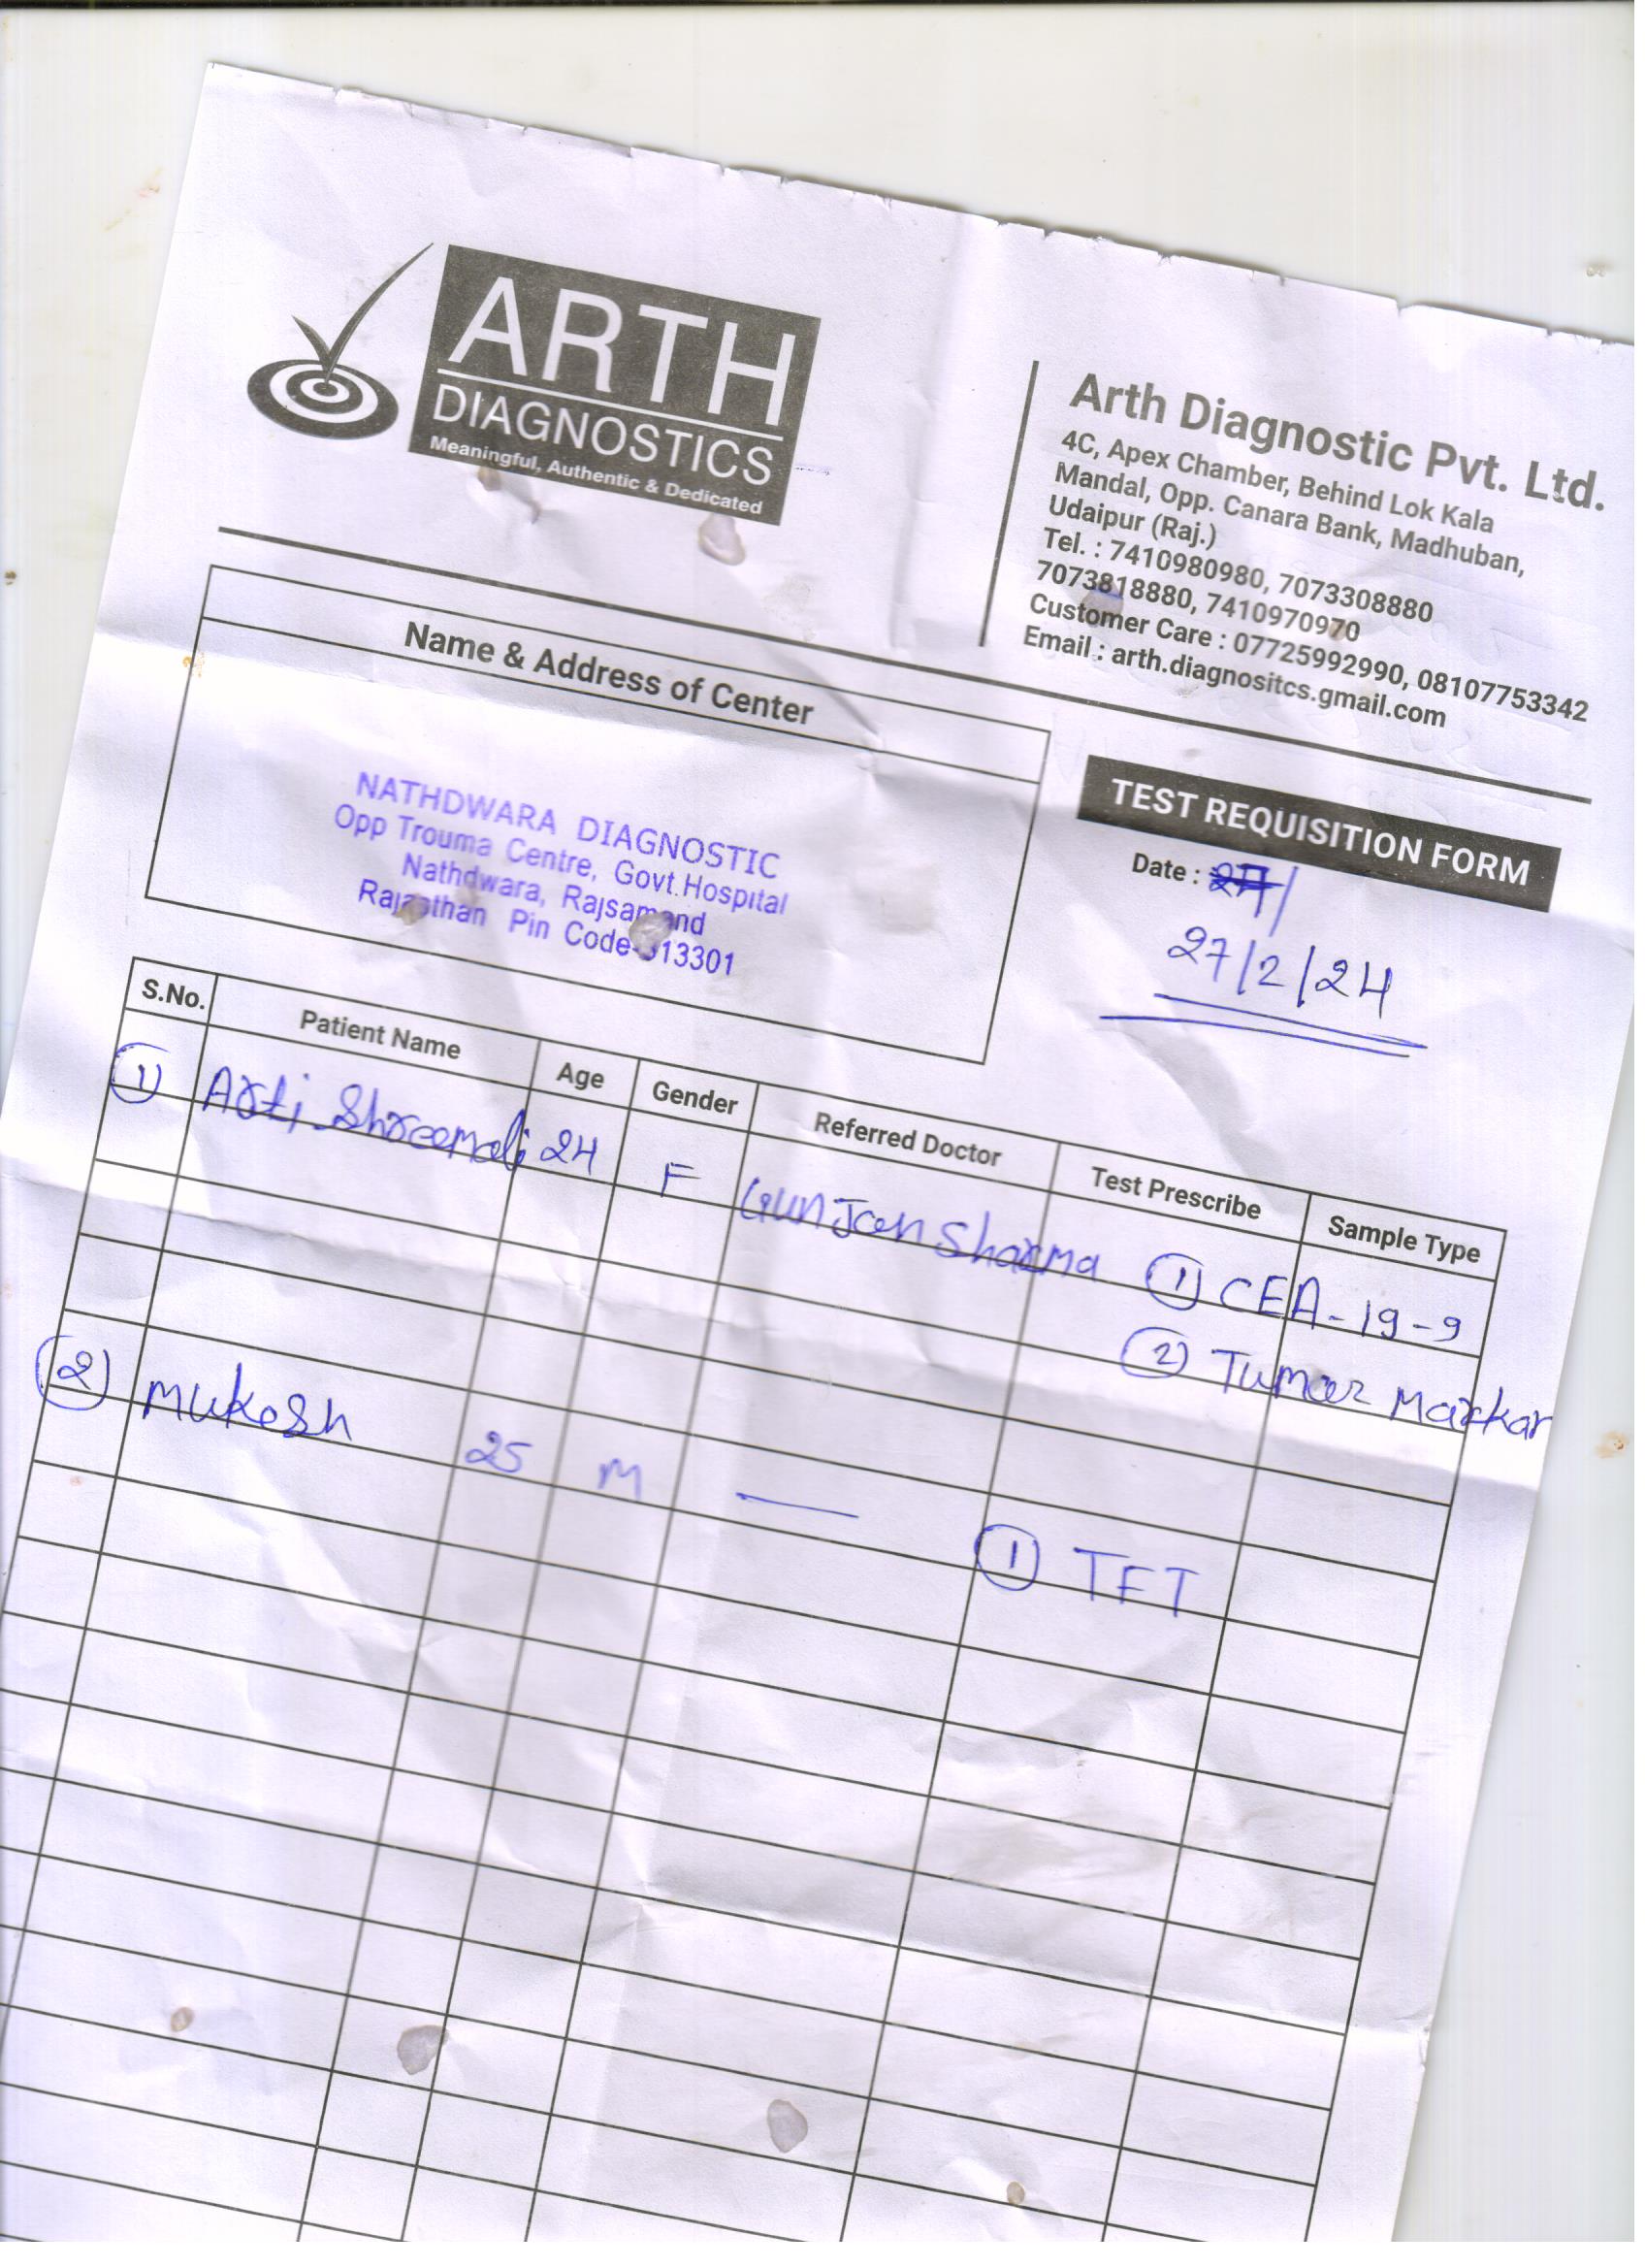 ARTH
DIAGNOSTICS
Meaningful, Authentic & Dedicated
Arth Diagnostic Pvt. Ltd.
4C, Apex Chamber, Behind Lok Kala
Mandal, Opp. Canara Bank, Madhuban,
Udaipur (Raj.)
Tel. : 7410980980, 7073308880
7073818880, 7410970970
Customer Care : 07725992990, 08107753342
Email : arth.diagnositcs.gmail.com
Name & Address of Center
NATHDWARA DIAGNOSTIC
Opp Trouma Centre, Govt.Hospital
Nathdwara, Rajsamand
Rajasthan Pin Code-313301
TEST REQUISITION FORM
Date : 27/
27/2/24
S.No. Patient Name Age Gender Referred Doctor Test Prescribe Sample Type
1) Arti Shreemali 24 F Gunjan Sharma 1) CEA-19-9
2) Tumar Markar
2) Mukesh 25 M — 1) TFT